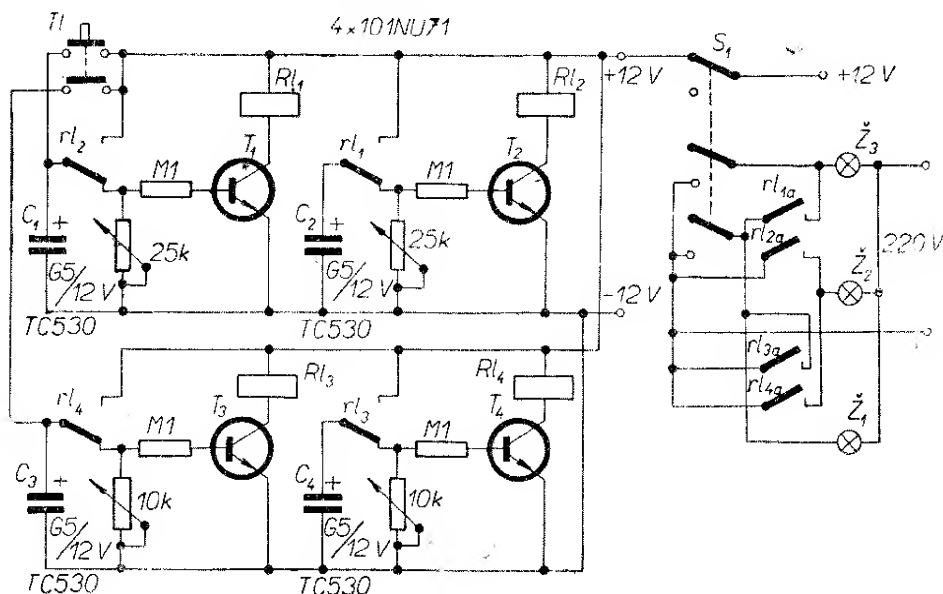 Tl
4×101NU71
Rl1
Rl2
+12 V
S1
+12 V
rl2
M1
T1
rl1
M1
T2
Ž3
C1
+
25k
G5/12 V
TC530
C2
+
25k
G5/12 V
TC530
-12 V
rl1a
rl2a
220 V
Ž2
Rl3
Rl4
rl3a
rl4a
Ž1
rl4
M1
T3
rl3
M1
T4
C3
+
10k
G5/12 V
TC530
C4
+
10k
G5/12 V
TC530